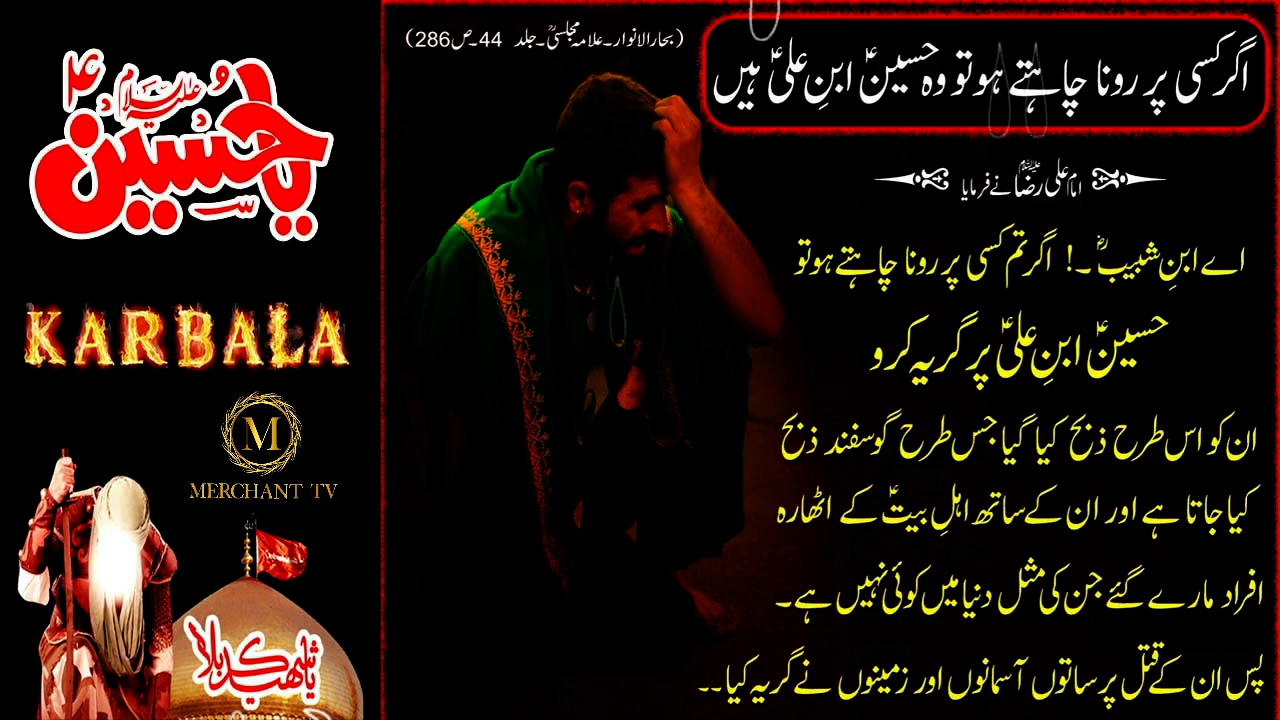 اگر کسی پر رونا چاہتے ہو تو وہ حسینؑ ابنِ علیؑ ہیں
(بحارالانوار۔علامہ مجلسیؒ۔جلد 44۔ص286)
امام علی رضا علیہ السلام نے فرمایا
اے ابنِ شبیبؓ ۔! اگر تم کسی پر رونا چاہتے ہو تو
حسینؑ ابنِ علیؑ پر گریہ کرو
ان کو اس طرح ذبح کیا گیا جس طرح گوسفند ذبح
کیا جاتا ہے اور ان کے ساتھ اہلِ بیتؑ کے اٹھارہ
افراد مارے گئے جن کی مثل دنیا میں کوئی نہیں ہے۔
پس ان کے قتل پر ساتوں آسمانوں اور زمینوں نے گریہ کیا۔۔
یا حسین علیہ السلام
KARBALA
M
MERCHANT TV
یا شہید کربلا